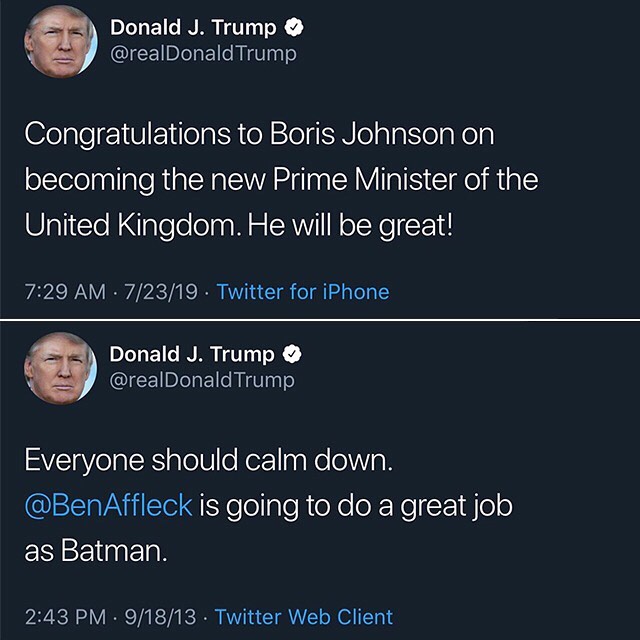 Donald J. Trump
@realDonaldTrump
Congratulations to Boris Johnson on
becoming the new Prime Minister of the
United Kingdom. He will be great!
7:29 AM · 7/23/19 · Twitter for iPhone
Donald J. Trump
@realDonaldTrump
Everyone should calm down.
@BenAffleck is going to do a great job
as Batman.
2:43 PM · 9/18/13 · Twitter Web Client